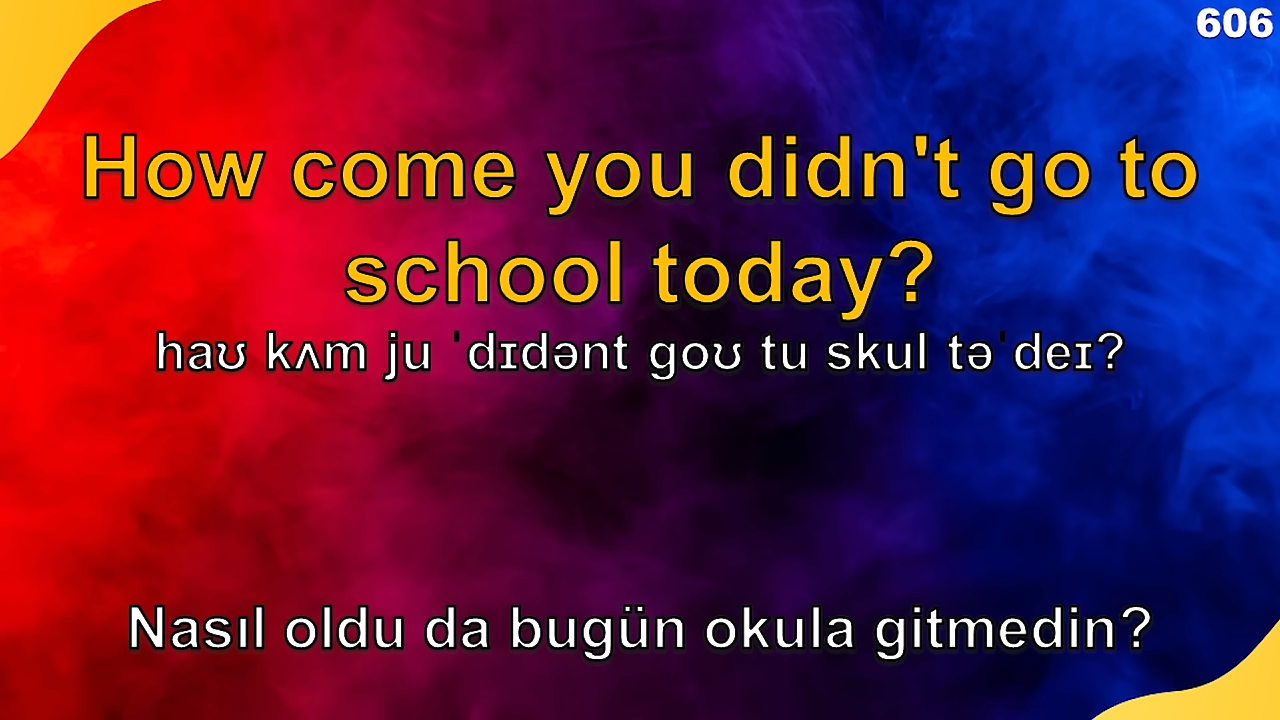 606
How come you didn't go to
school today?
haʊ kʌm ju ˈdɪdənt goʊ tu skul təˈdeɪ?
Nasıl oldu da bugün okula gitmedin?